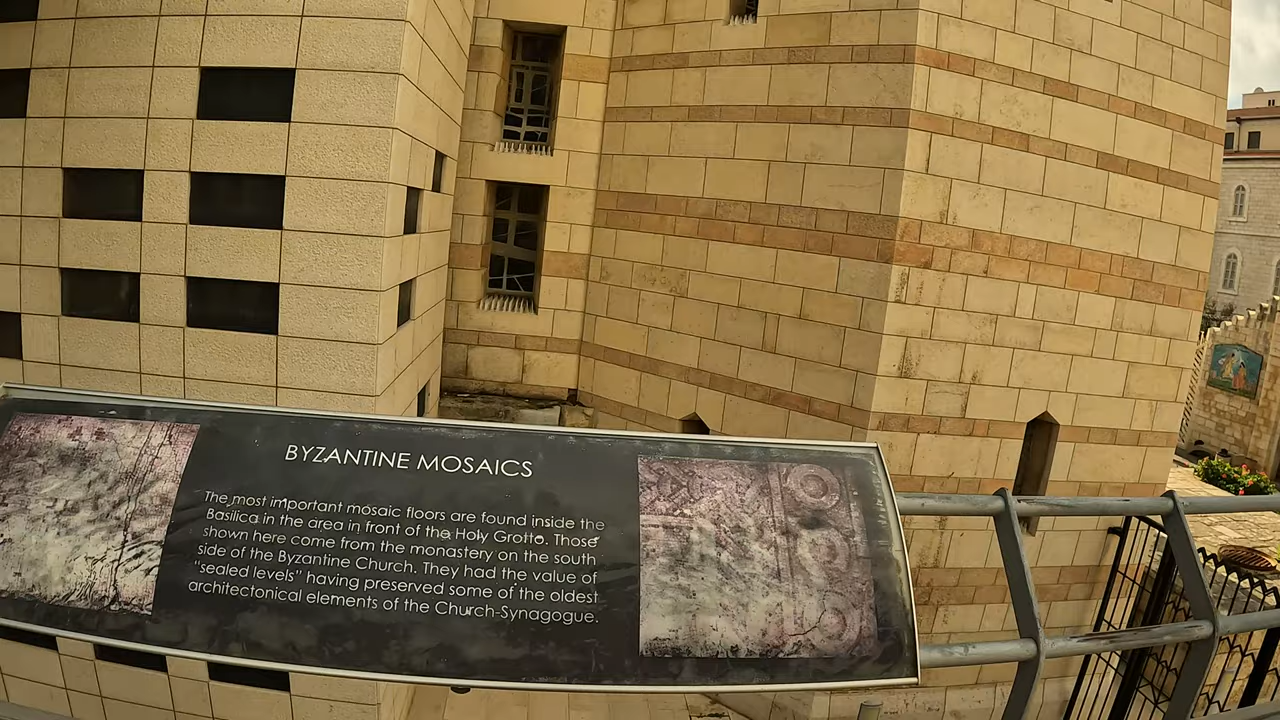 BYZANTINE MOSAICS
The most important mosaic floors are found inside the
Basilica in the area in front of the Holy Grotto. Those
shown here come from the monastery on the south
side of the Byzantine Church. They had the value of
"sealed levels" having preserved some of the oldest
architectonical elements of the Church-Synagogue.